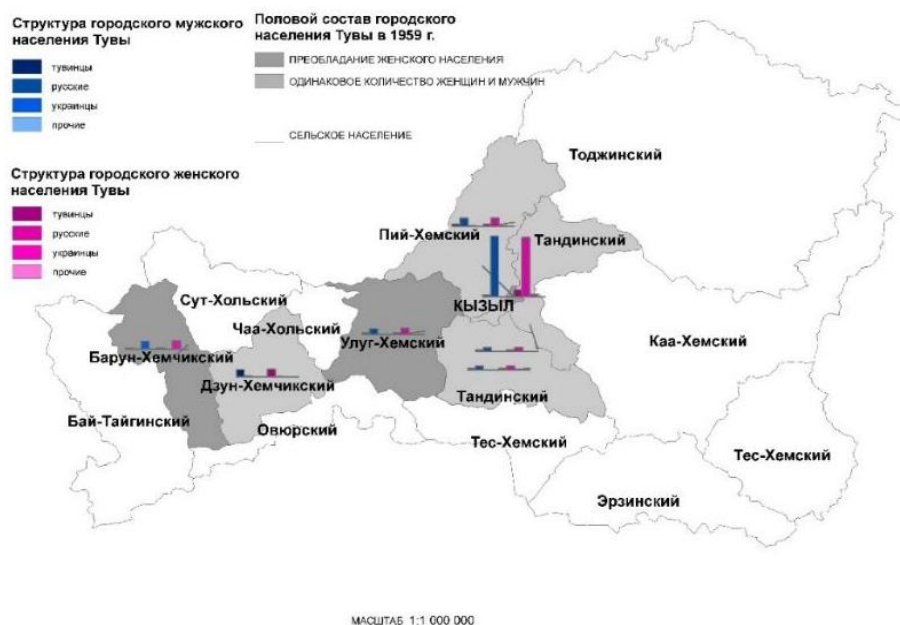 Структура городского мужского
населения Тувы
тувинцы
русские
украинцы
прочие
Половой состав городского
населения Тувы в 1959 г.
ПРЕОБЛАДАНИЕ ЖЕНСКОГО НАСЕЛЕНИЯ
ОДИНАКОВОЕ КОЛИЧЕСТВО ЖЕНЩИН И МУЖЧИН
СЕЛЬСКОЕ НАСЕЛЕНИЕ
Структура городского женского
населения Тувы
тувинцы
русские
украинцы
прочие
Тоджинский
Пий-Хемский
Тандинский
Сут-Хольский
КЫЗЫЛ
Чаа-Хольский
Улуг-Хемский
Каа-Хемский
Барун-Хемчикский
Дзун-Хемчикский
Тандинский
Бай-Тайгинский
Овюрский
Тес-Хемский
Тес-Хемский
Эрзинский
МАСШТАБ 1:1 000 000